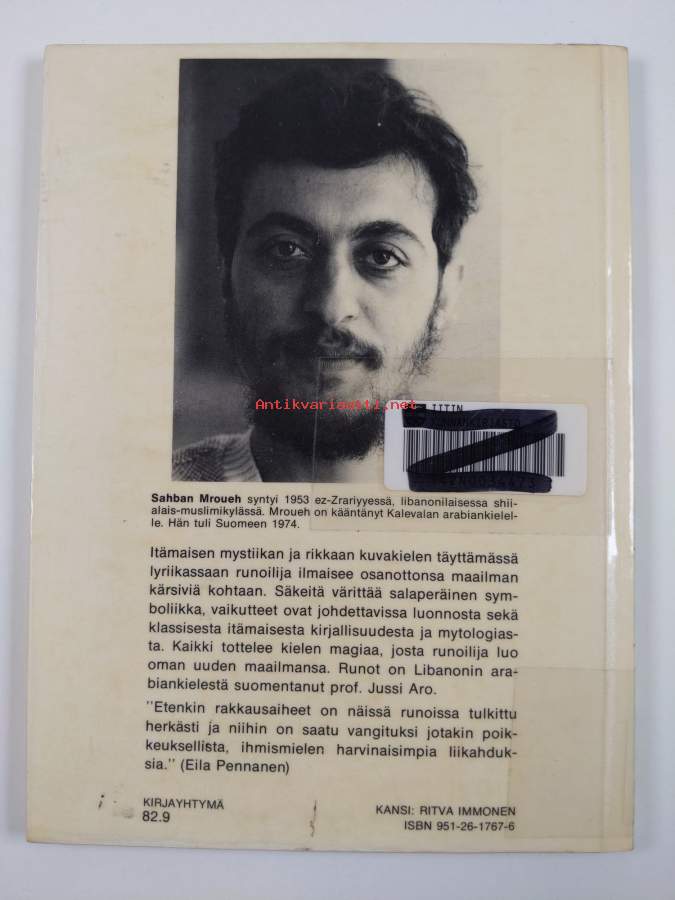 Antikvariaatti.net
IITIN
Sahban Mroueh syntyi 1953 ez-Zrariyyessä, libanonilaisessa shii-
alais-muslimikylässä. Mroueh on kääntänyt Kalevalan arabiankielel-
le. Hän tuli Suomeen 1974.
Itämaisen mystiikan ja rikkaan kuvakielen täyttämässä
lyriikassaan runoilija ilmaisee osanottonsa maailman
kärsiviä kohtaan. Säkeitä värittää salaperäinen sym-
boliikka, vaikutteet ovat johdettavissa luonnosta sekä
klassisesta itämaisesta kirjallisuudesta ja mytologias-
ta. Kaikki tottelee kielen magiaa, josta runoilija luo
oman uuden maailmansa. Runot on Libanonin ara-
biankielestä suomentanut prof. Jussi Aro.
"Etenkin rakkausaiheet on näissä runoissa tulkittu
herkästi ja niihin on saatu vangituksi jotakin poik-
keuksellista, ihmismielen harvinaisimpia liikahduk-
sia." (Eila Pennanen)
KIRJAYHTYMÄ
82.9
KANSI: RITVA IMMONEN
ISBN 951-26-1767-6